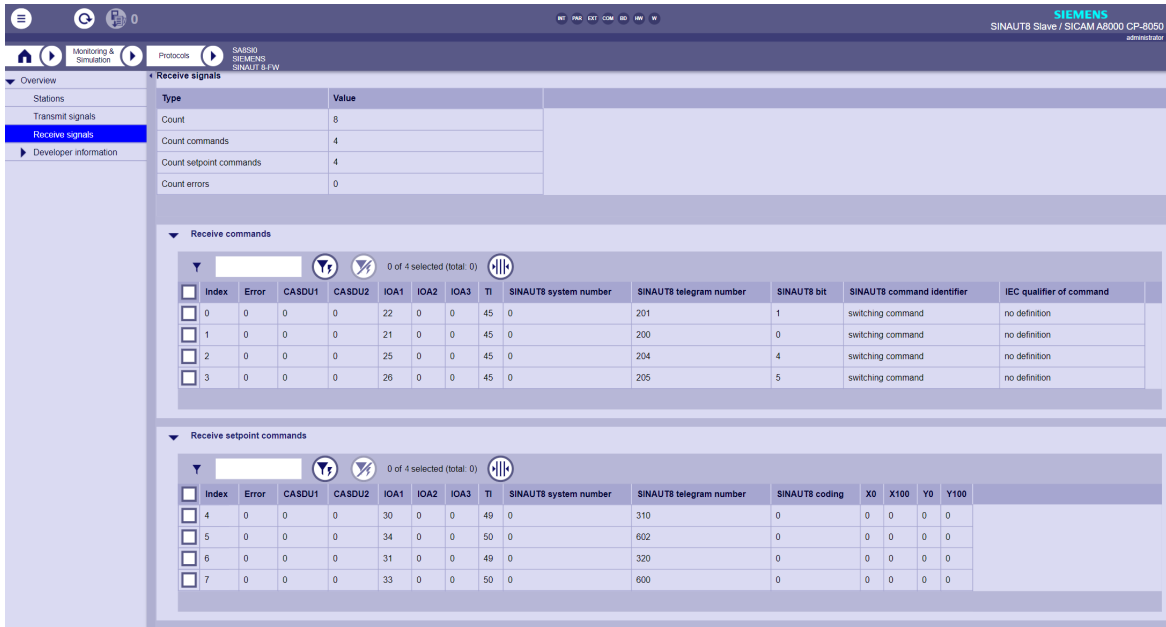 0
INT PAR EXT COM BD HW W
SIEMENS
SINAUT8 Slave / SICAM A8000 CP-8050
administrator
Monitoring & Simulation
Protocols
SA8SI0
SIEMENS
SINAUT 8-FW
Overview
Stations
Transmit signals
Receive signals
Developer information
Receive signals
Type Value
Count 8
Count commands 4
Count setpoint commands 4
Count errors 0
Receive commands
0 of 4 selected (total: 0)
Index Error CASDU1 CASDU2 IOA1 IOA2 IOA3 TI SINAUT8 system number SINAUT8 telegram number SINAUT8 bit SINAUT8 command identifier IEC qualifier of command
0 0 0 0 22 0 0 45 0 201 1 switching command no definition
1 0 0 0 21 0 0 45 0 200 0 switching command no definition
2 0 0 0 25 0 0 45 0 204 4 switching command no definition
3 0 0 0 26 0 0 45 0 205 5 switching command no definition
Receive setpoint commands
0 of 4 selected (total: 0)
Index Error CASDU1 CASDU2 IOA1 IOA2 IOA3 TI SINAUT8 system number SINAUT8 telegram number SINAUT8 coding X0 X100 Y0 Y100
4 0 0 0 30 0 0 49 0 310 0 0 0 0 0
5 0 0 0 34 0 0 50 0 602 0 0 0 0 0
6 0 0 0 31 0 0 49 0 320 0 0 0 0 0
7 0 0 0 33 0 0 50 0 600 0 0 0 0 0